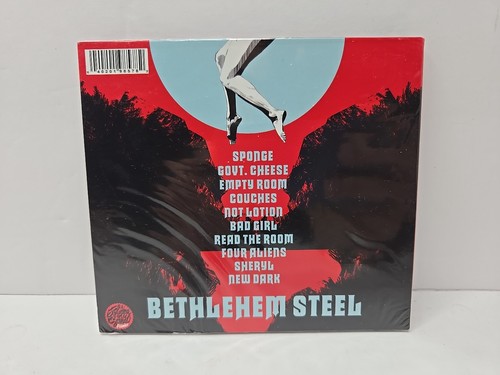 SPONGE
GOVT. CHEESE
EMPTY ROOM
COUCHES
NOT LOTION
BAD GIRL
READ THE ROOM
FOUR ALIENS
SHERYL
NEW DARK
BETHLEHEM STEEL